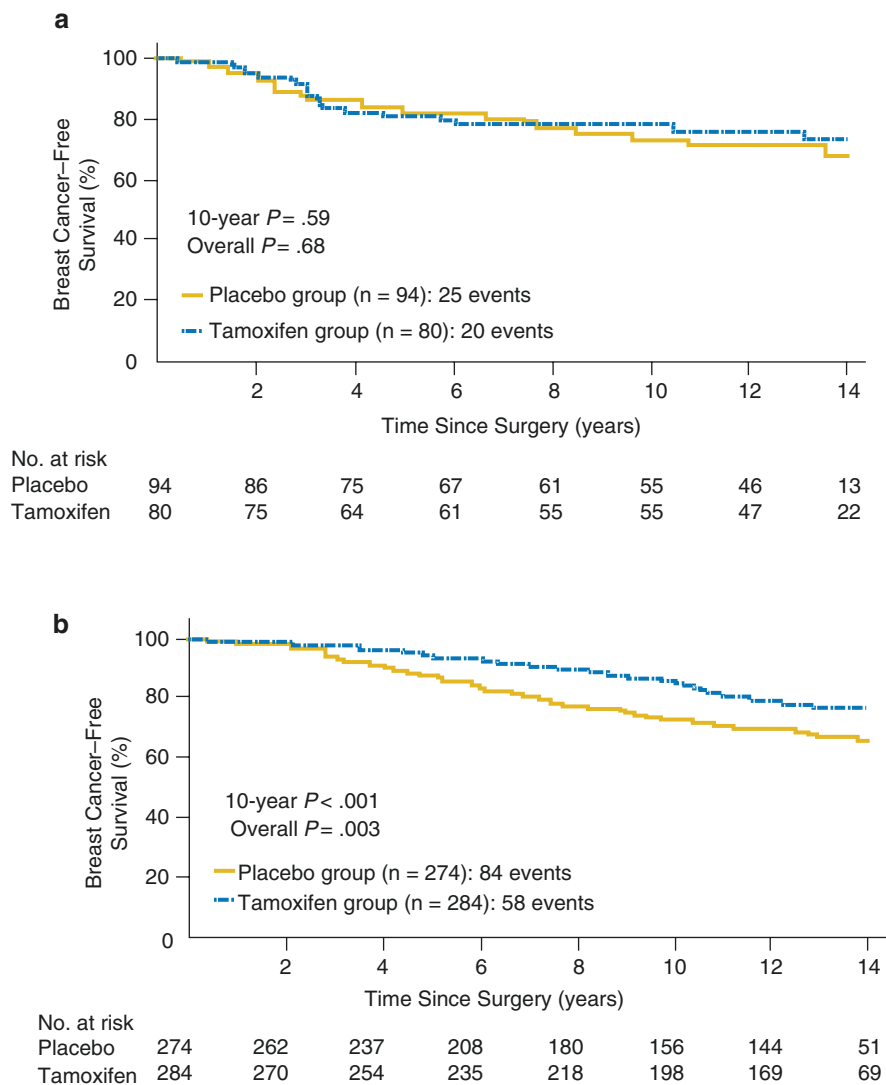 a
100
80
60
40
20
0
Breast Cancer–Free
Survival (%)
10-year P = .59
Overall P = .68
Placebo group (n = 94): 25 events
Tamoxifen group (n = 80): 20 events
2 4 6 8 10 12 14
Time Since Surgery (years)
No. at risk
Placebo 94 86 75 67 61 55 46 13
Tamoxifen 80 75 64 61 55 55 47 22
b
100
80
60
40
20
0
Breast Cancer–Free
Survival (%)
10-year P < .001
Overall P = .003
Placebo group (n = 274): 84 events
Tamoxifen group (n = 284): 58 events
2 4 6 8 10 12 14
Time Since Surgery (years)
No. at risk
Placebo 274 262 237 208 180 156 144 51
Tamoxifen 284 270 254 235 218 198 169 69